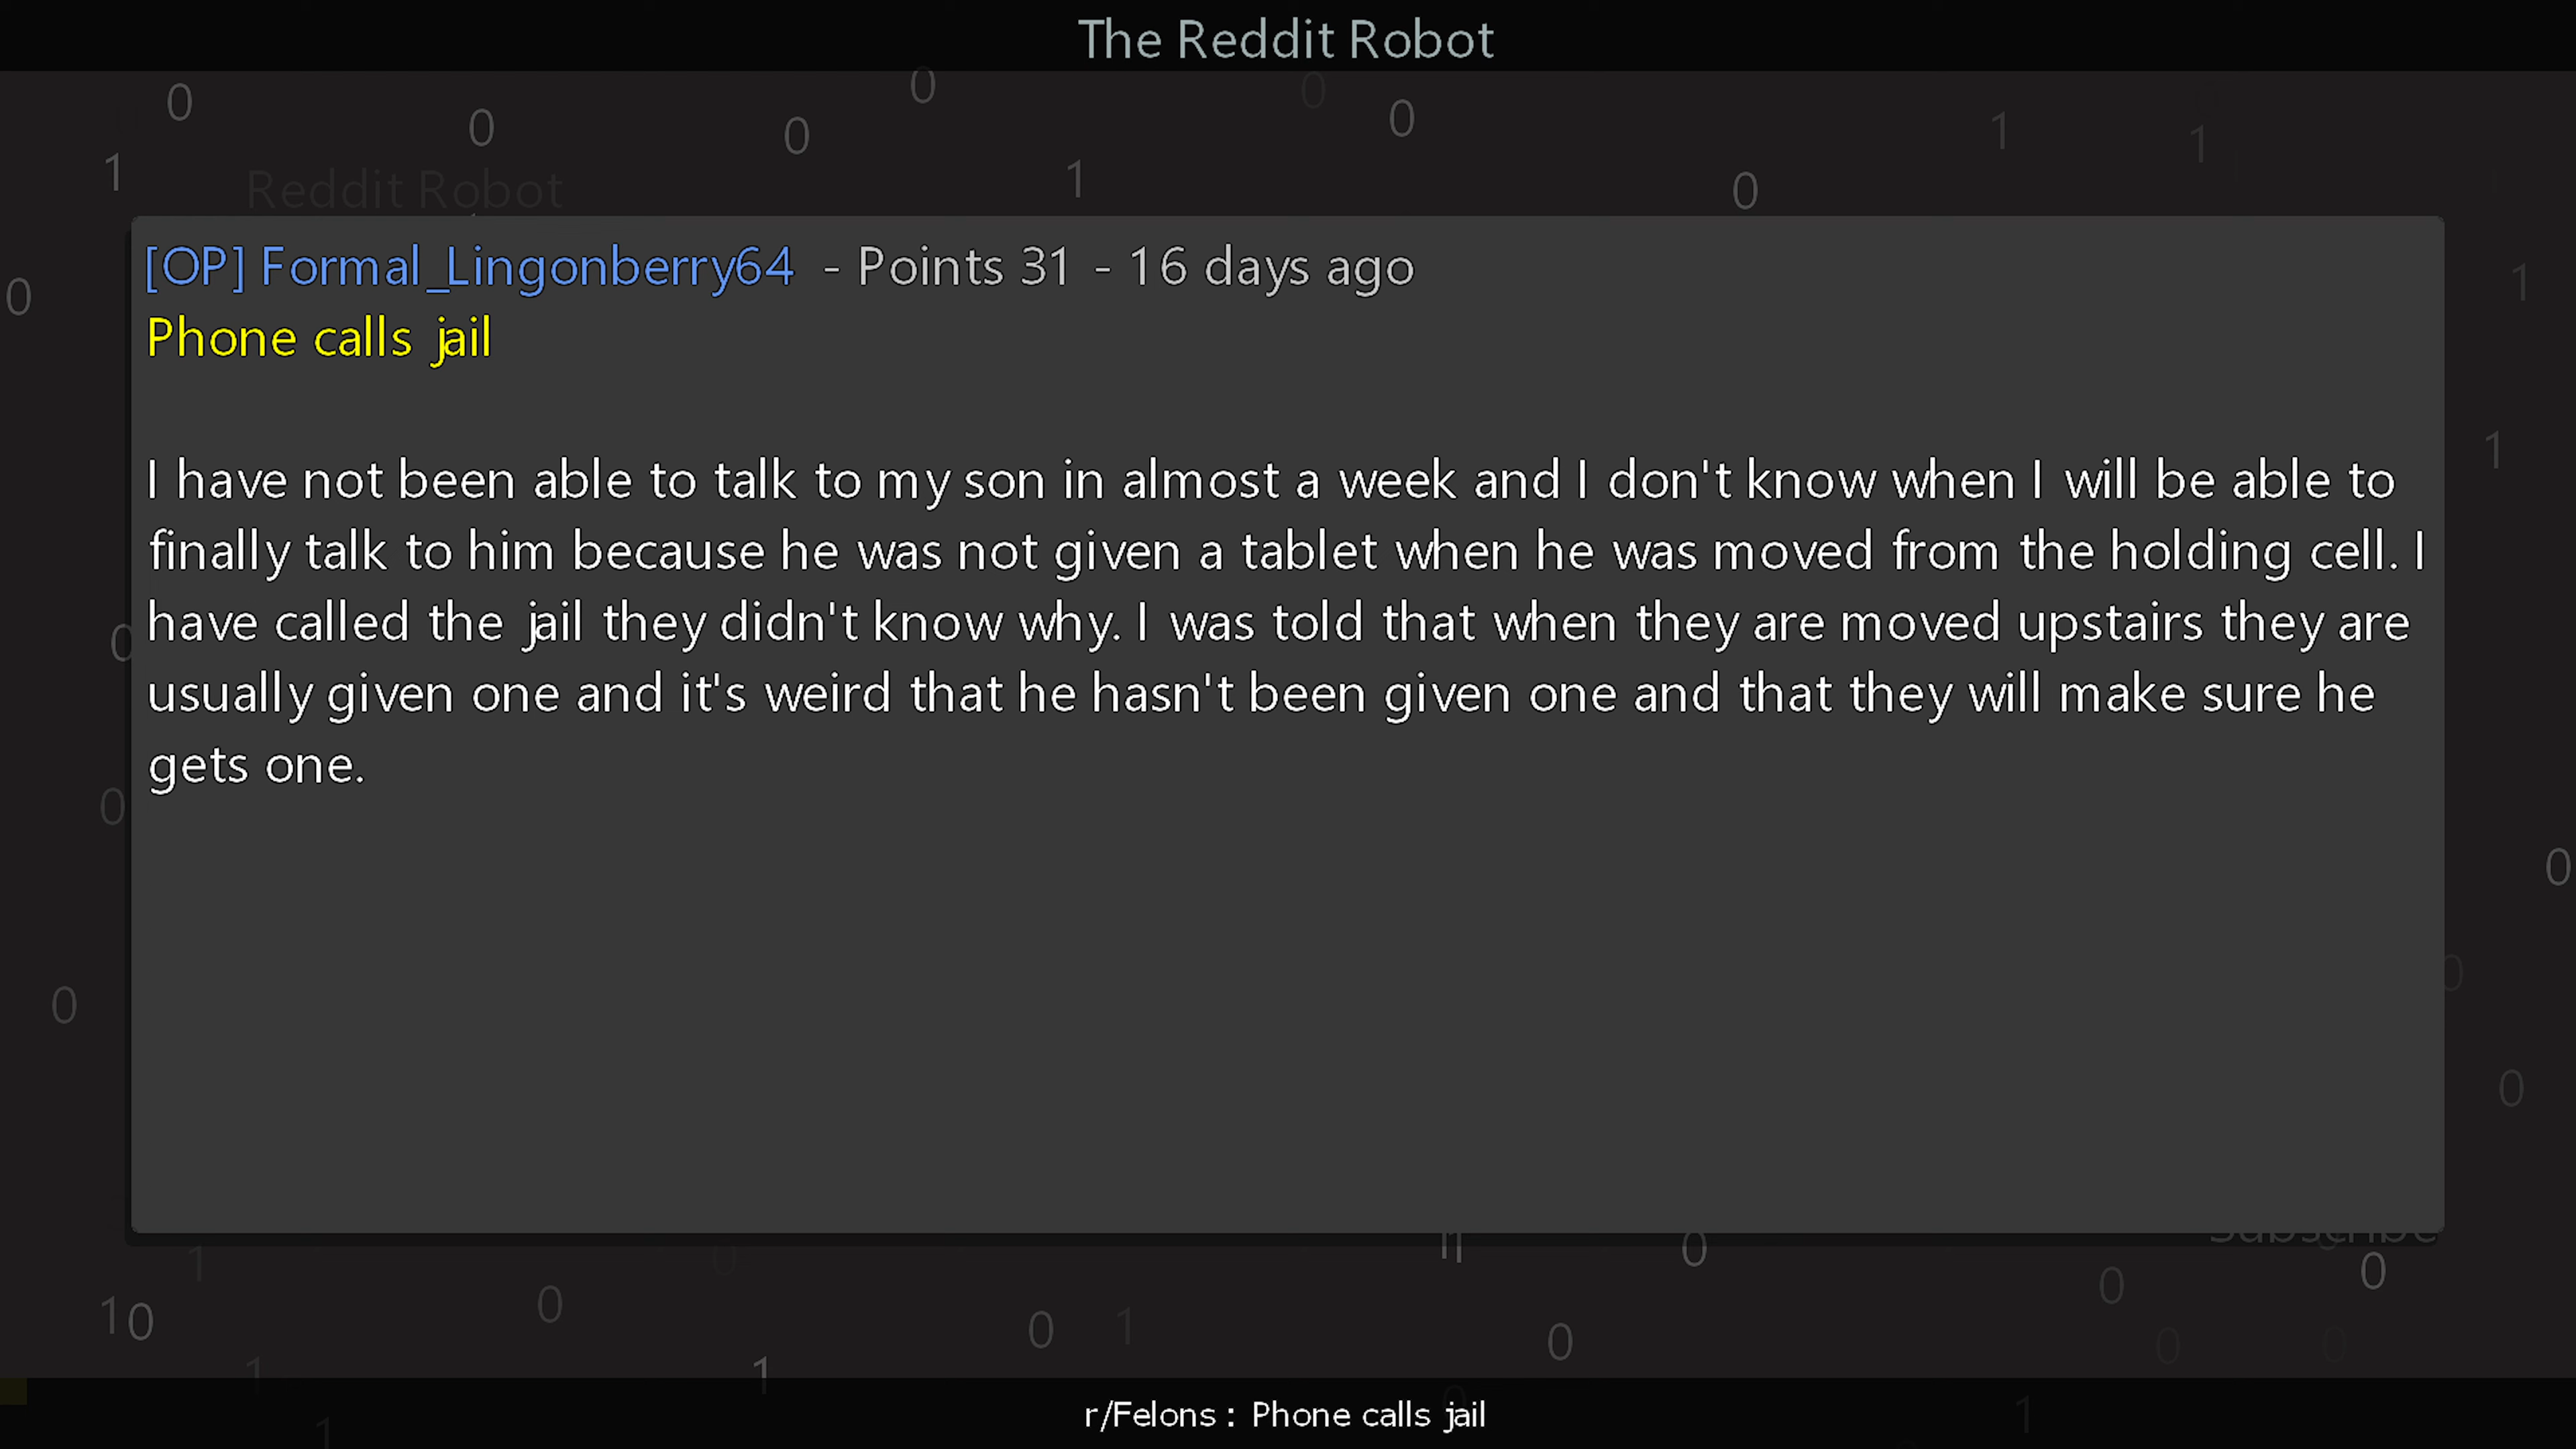 The Reddit Robot
Reddit Robot
[OP] Formal_Lingonberry64 - Points 31 - 16 days ago
Phone calls jail
I have not been able to talk to my son in almost a week and I don't know when I will be able to
finally talk to him because he was not given a tablet when he was moved from the holding cell. I
have called the jail they didn't know why. I was told that when they are moved upstairs they are
usually given one and it's weird that he hasn't been given one and that they will make sure he
gets one.
Subscribe
r/Felons : Phone calls jail